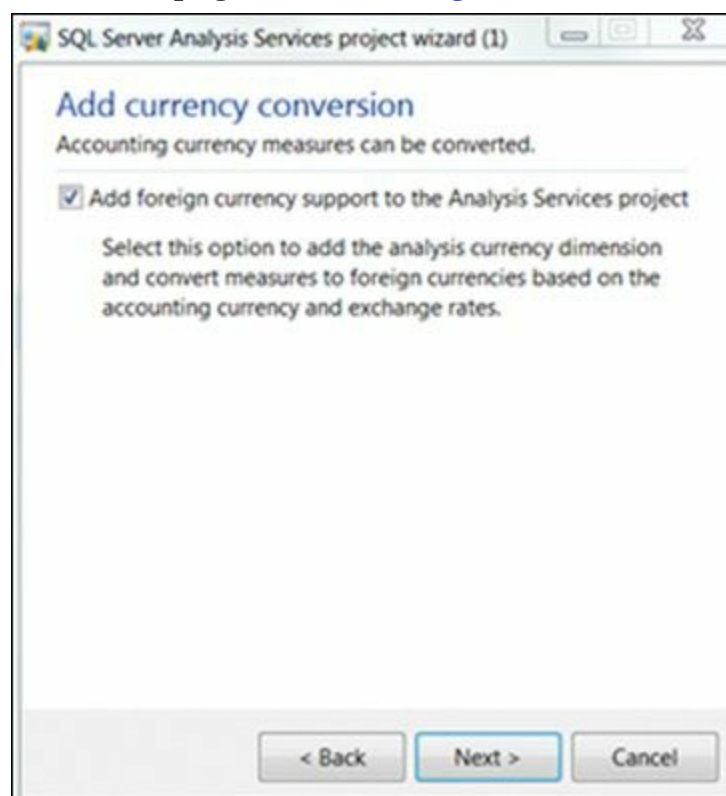 SQL Server Analysis Services project wizard (1)
Add currency conversion
Accounting currency measures can be converted.
Add foreign currency support to the Analysis Services project
Select this option to add the analysis currency dimension
and convert measures to foreign currencies based on the
accounting currency and exchange rates.
< Back Next > Cancel